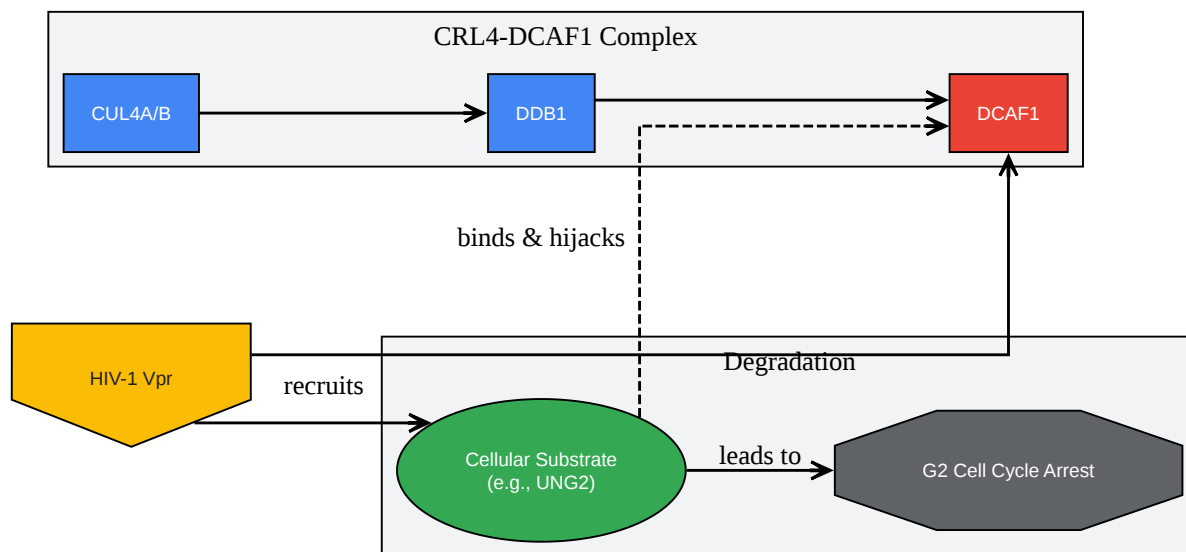 CRL4-DCAF1 Complex
CUL4A/B
DDB1
DCAF1
binds & hijacks
HIV-1 Vpr
recruits
Degradation
Cellular Substrate
(e.g., UNG2)
leads to
G2 Cell Cycle Arrest